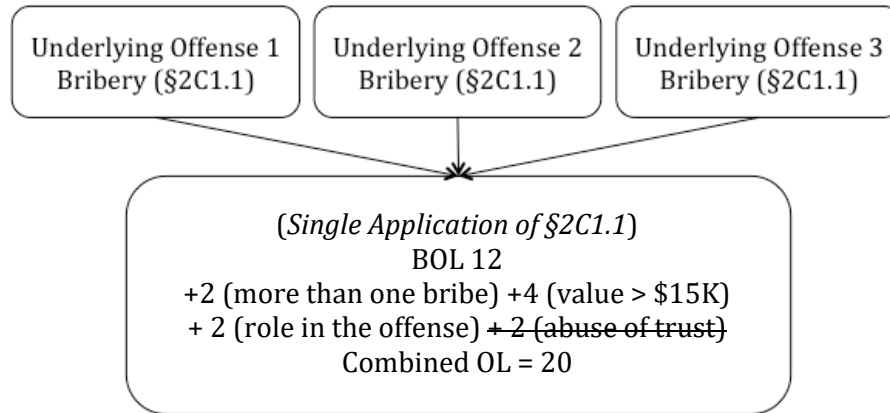 Underlying Offense 1
Bribery (§2C1.1)
Underlying Offense 2
Bribery (§2C1.1)
Underlying Offense 3
Bribery (§2C1.1)
(Single Application of §2C1.1)
BOL 12
+2 (more than one bribe) +4 (value > $15K)
+ 2 (role in the offense) + 2 (abuse of trust)
Combined OL = 20